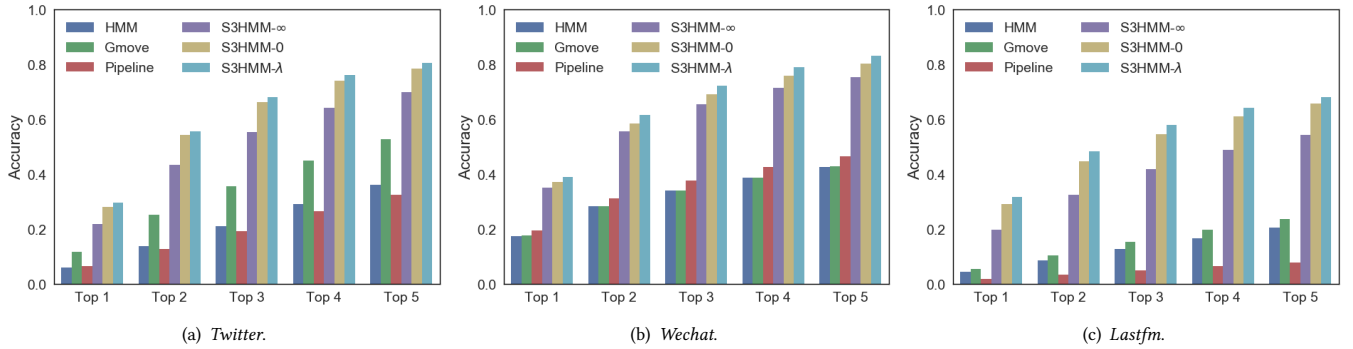 1.0
0.8
0.6
0.4
0.2
0.0
Accuracy
HMM
Gmove
Pipeline
S3HMM-∞
S3HMM-0
S3HMM-λ
Top 1 Top 2 Top 3 Top 4 Top 5
(a) Twitter.
1.0
0.8
0.6
0.4
0.2
0.0
Accuracy
HMM
Gmove
Pipeline
S3HMM-∞
S3HMM-0
S3HMM-λ
Top 1 Top 2 Top 3 Top 4 Top 5
(b) Wechat.
1.0
0.8
0.6
0.4
0.2
0.0
Accuracy
HMM
Gmove
Pipeline
S3HMM-∞
S3HMM-0
S3HMM-λ
Top 1 Top 2 Top 3 Top 4 Top 5
(c) Lastfm.